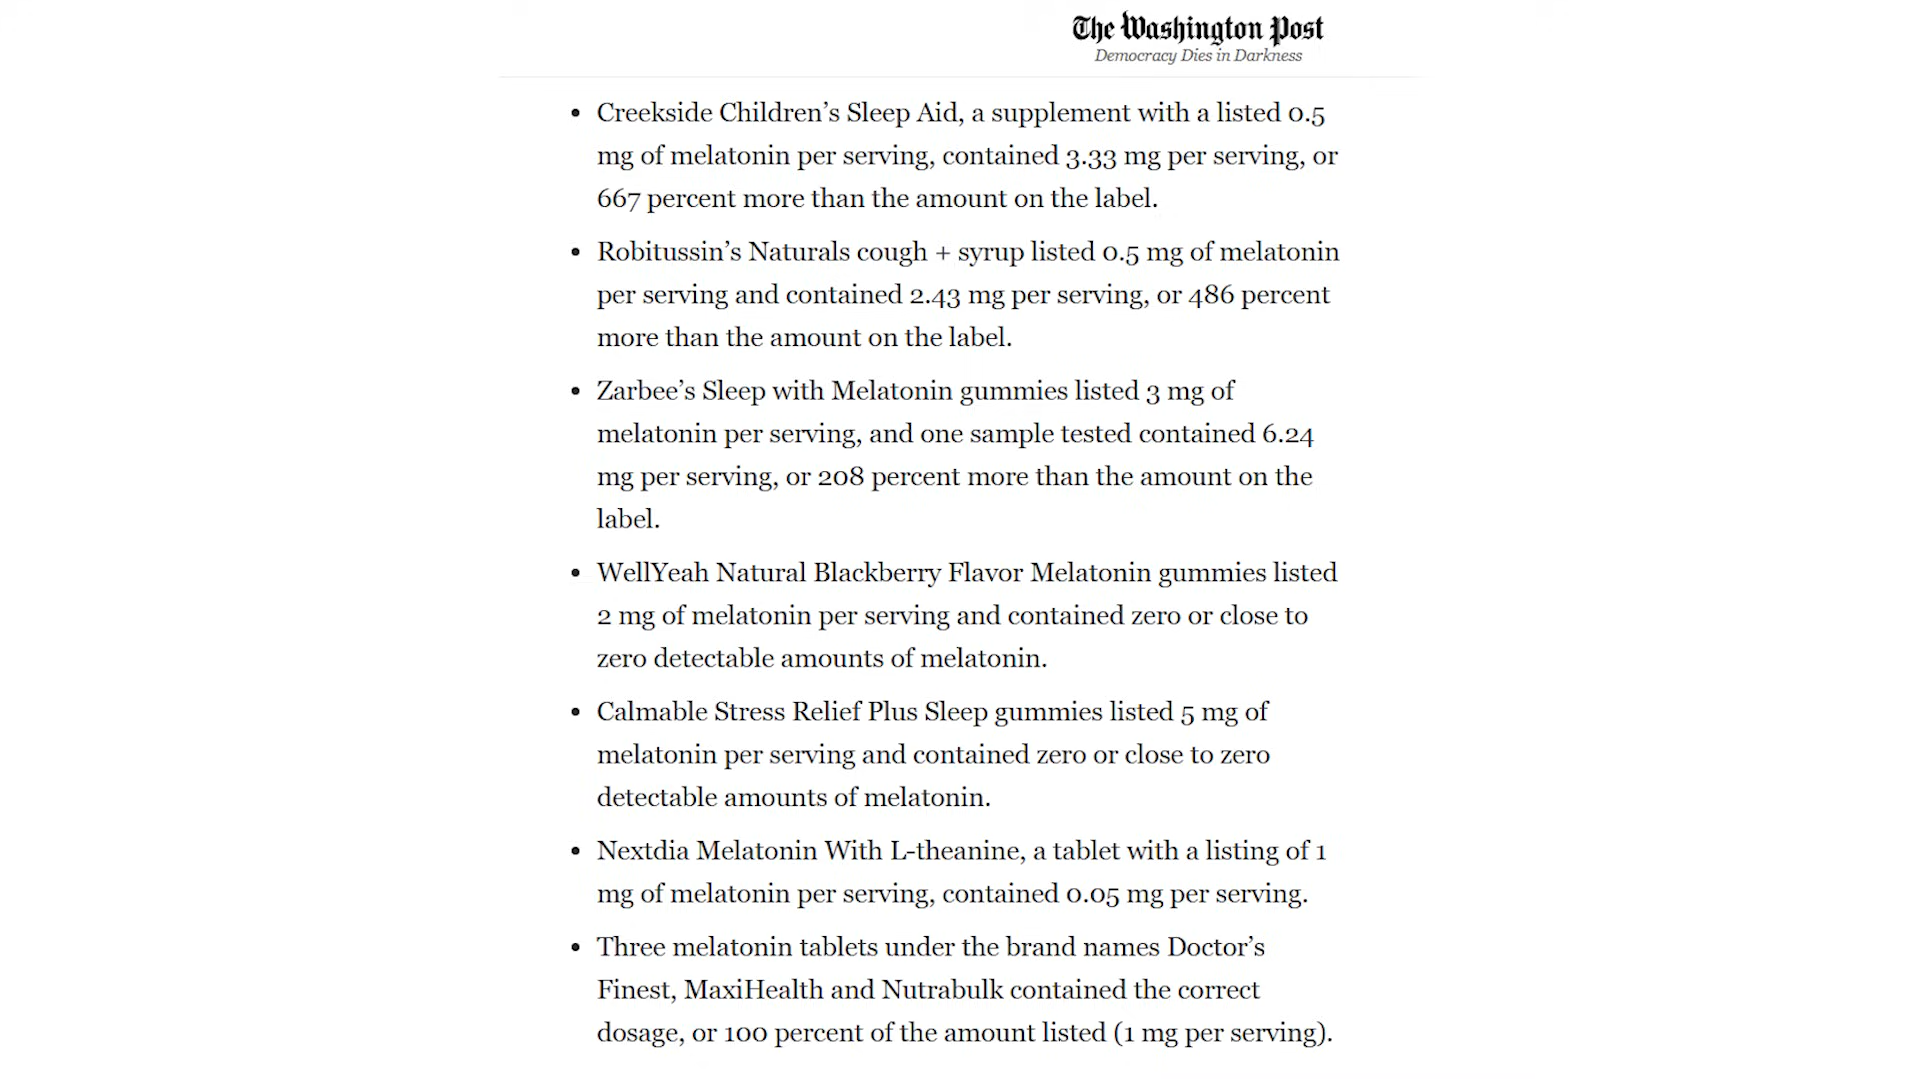 The Washington Post
Democracy Dies in Darkness
• Creekside Children’s Sleep Aid, a supplement with a listed 0.5
mg of melatonin per serving, contained 3.33 mg per serving, or
667 percent more than the amount on the label.
• Robitussin’s Naturals cough + syrup listed 0.5 mg of melatonin
per serving and contained 2.43 mg per serving, or 486 percent
more than the amount on the label.
• Zarbee’s Sleep with Melatonin gummies listed 3 mg of
melatonin per serving, and one sample tested contained 6.24
mg per serving, or 208 percent more than the amount on the
label.
• WellYeah Natural Blackberry Flavor Melatonin gummies listed
2 mg of melatonin per serving and contained zero or close to
zero detectable amounts of melatonin.
• Calmable Stress Relief Plus Sleep gummies listed 5 mg of
melatonin per serving and contained zero or close to zero
detectable amounts of melatonin.
• Nextdia Melatonin With L-theanine, a tablet with a listing of 1
mg of melatonin per serving, contained 0.05 mg per serving.
• Three melatonin tablets under the brand names Doctor’s
Finest, MaxiHealth and Nutrabulk contained the correct
dosage, or 100 percent of the amount listed (1 mg per serving).